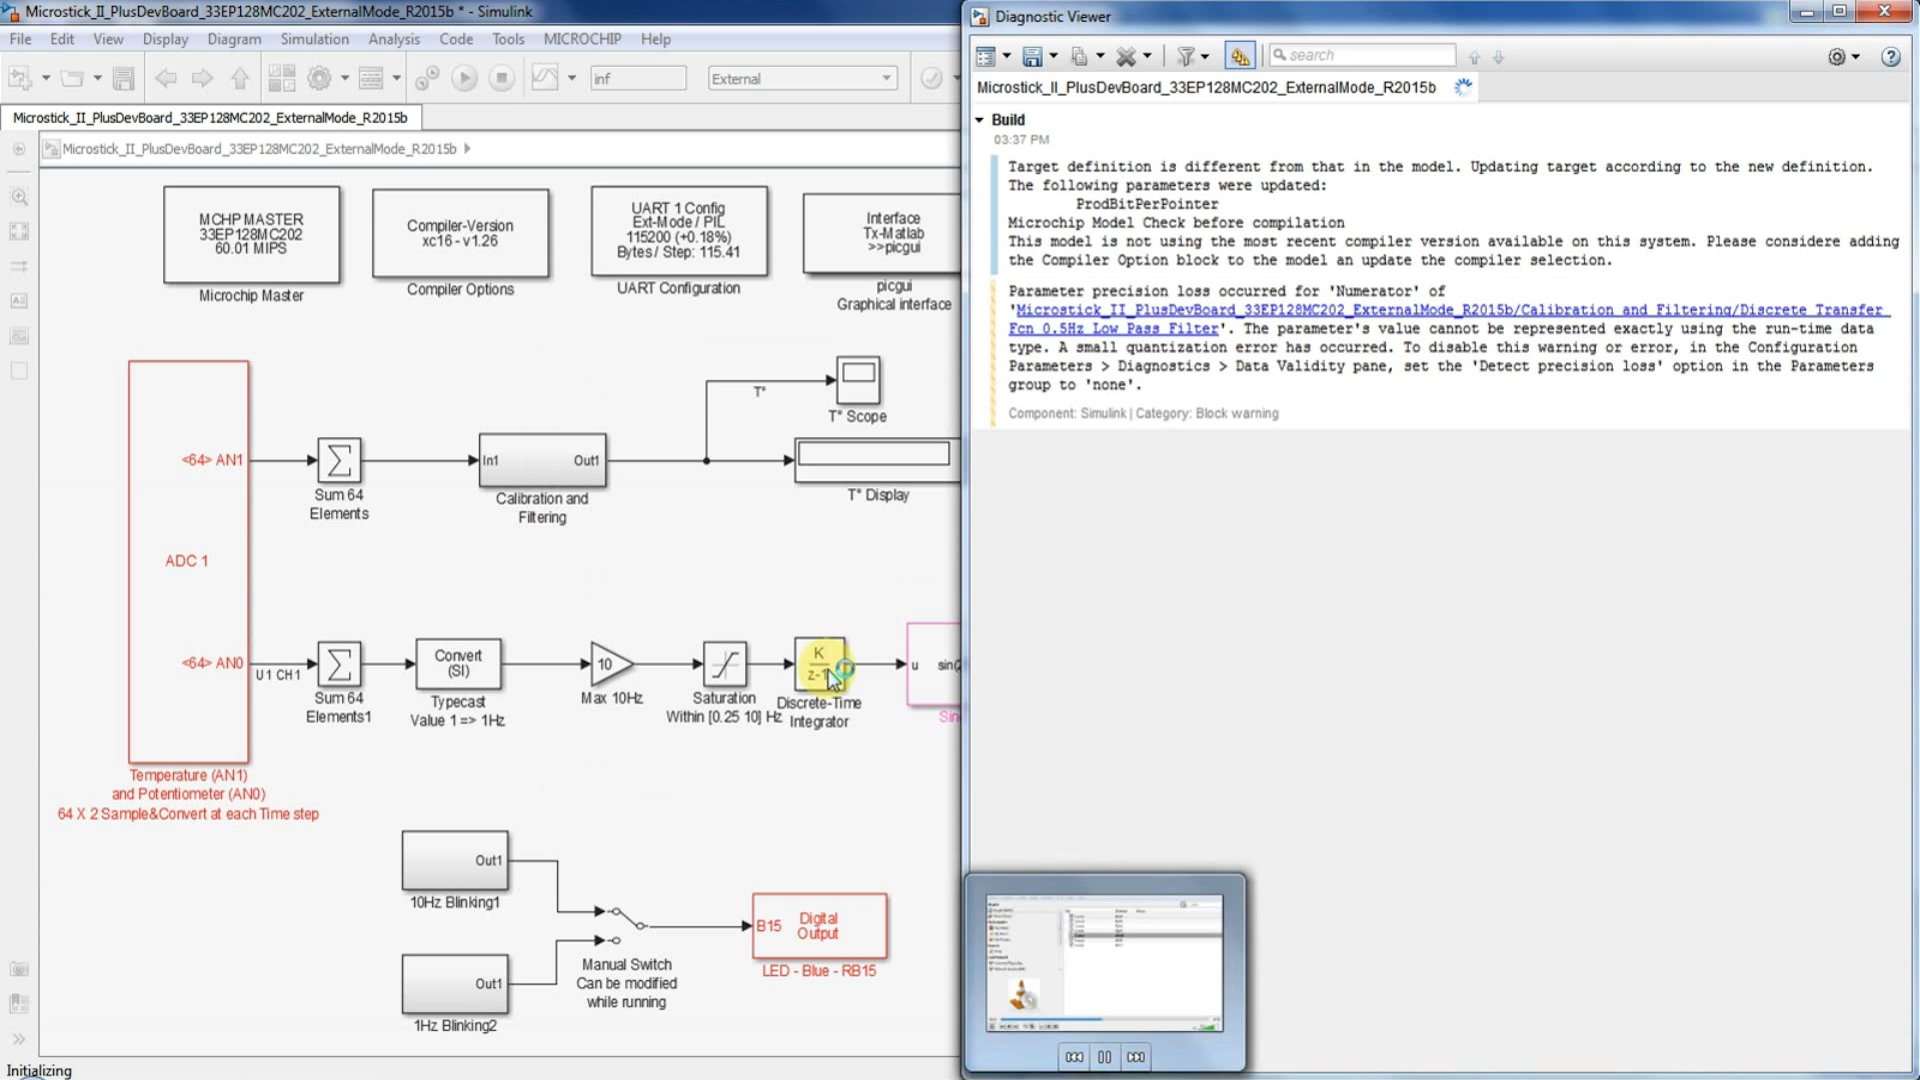 Microstick_II_PlusDevBoard_33EP128MC202_ExternalMode_R2015b * - Simulink
File Edit View Display Diagram Simulation Analysis Code Tools MICROCHIP Help
inf
External
Microstick_II_PlusDevBoard_33EP128MC202_ExternalMode_R2015b
Microstick_II_PlusDevBoard_33EP128MC202_ExternalMode_R2015b
MCHP MASTER
33EP128MC202
60.01 MIPS
Microchip Master
Compiler-Version
xc16 - v1.26
Compiler Options
UART 1 Config
Ext-Mode / PIL
115200 (+0.18%)
Bytes / Step: 115.41
UART Configuration
Interface
Tx-Matlab
>>picgui
picgui
Graphical interface
<64> AN1
ADC 1
<64> AN0
Temperature (AN1)
and Potentiometer (AN0)
64 X 2 Sample&Convert at each Time step
Sum 64
Elements
In1 Out1
Calibration and
Filtering
T°
T° Scope
T° Display
U1 CH1
Sum 64
Elements1
Convert
(SI)
Typecast
Value 1 => 1Hz
10
Max 10Hz
Saturation
Within [0.25 10] Hz
K
z-1
Discrete-Time
Integrator
u
Out1
10Hz Blinking1
Out1
1Hz Blinking2
Manual Switch
Can be modified
while running
B15 Digital
Output
LED - Blue - RB15
Initializing
Diagnostic Viewer
search
Microstick_II_PlusDevBoard_33EP128MC202_ExternalMode_R2015b
Build
03:37 PM
Target definition is different from that in the model. Updating target according to the new definition.
The following parameters were updated:
ProdBitPerPointer
Microchip Model Check before compilation
This model is not using the most recent compiler version available on this system. Please considere adding
the Compiler Option block to the model an update the compiler selection.
Parameter precision loss occurred for 'Numerator' of
'Microstick_II_PlusDevBoard_33EP128MC202_ExternalMode_R2015b/Calibration and Filtering/Discrete Transfer
Fcn 0.5Hz Low Pass Filter'. The parameter's value cannot be represented exactly using the run-time data
type. A small quantization error has occurred. To disable this warning or error, in the Configuration
Parameters > Diagnostics > Data Validity pane, set the 'Detect precision loss' option in the Parameters
group to 'none'.
Component: Simulink | Category: Block warning